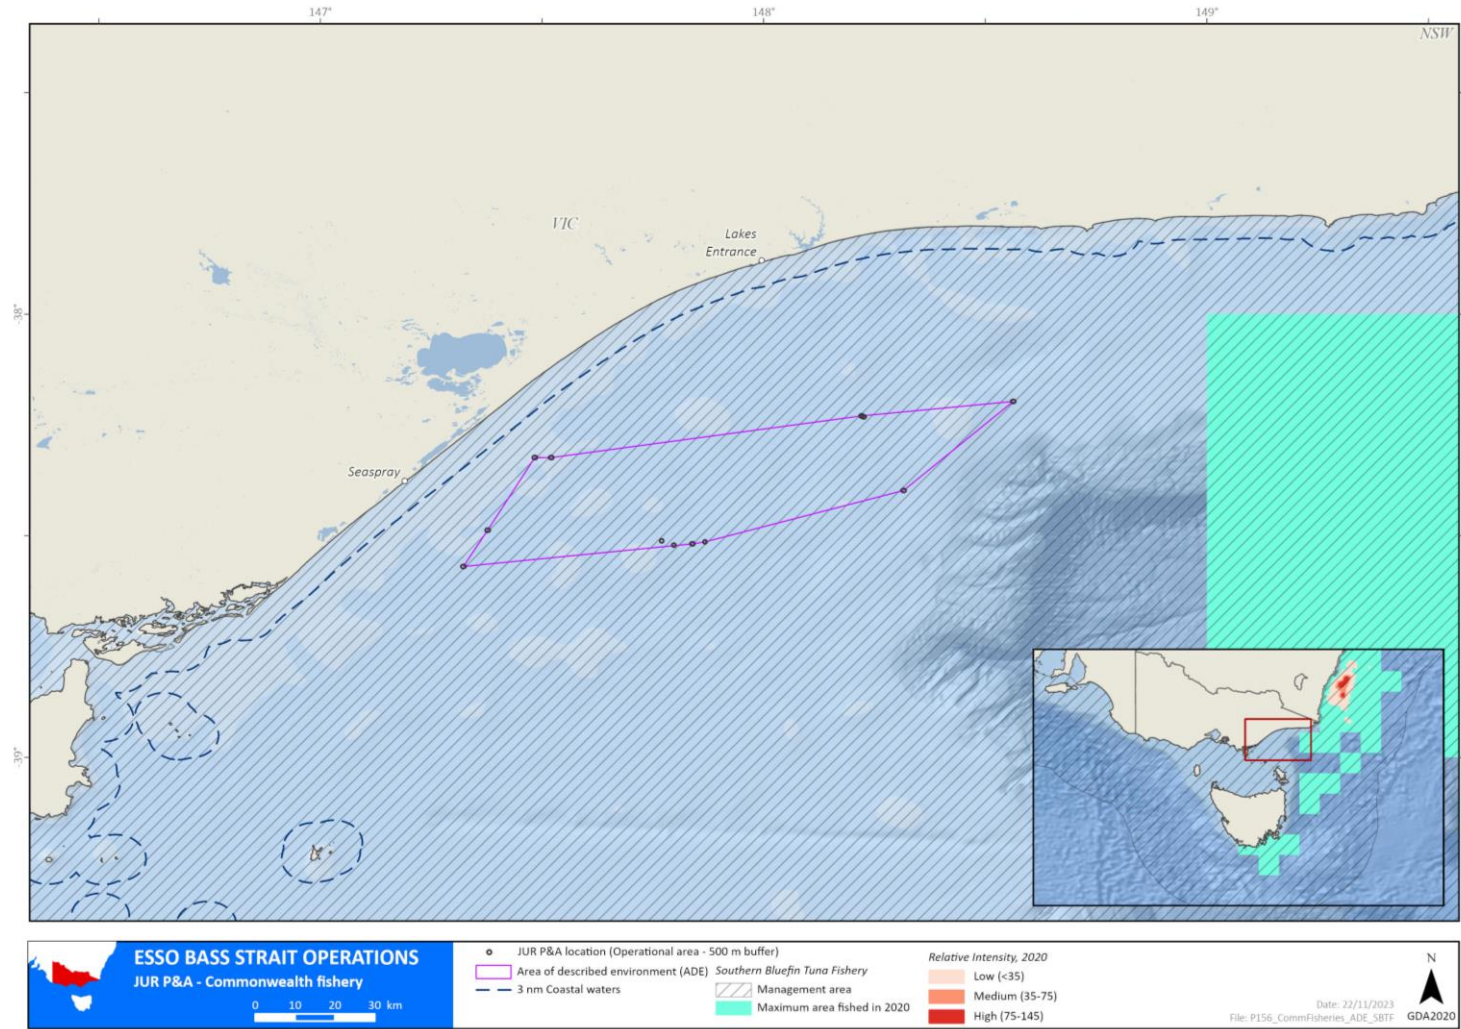 147°
148°
149°
NSW
VIC
Lakes
Entrance
-38°
Seaspray
-39°
ESSO BASS STRAIT OPERATIONS
JUR P&A - Commonwealth fishery
0 10 20 30 km
JUR P&A location (Operational area - 500 m buffer)
Area of described environment (ADE)
3 nm Coastal waters
Southern Bluefin Tuna Fishery
Management area
Maximum area fished in 2020
Relative Intensity, 2020
Low (<35)
Medium (35-75)
High (75-145)
N
GDA2020
Date: 22/11/2023
File: P156_CommFisheries_ADE_SBTF